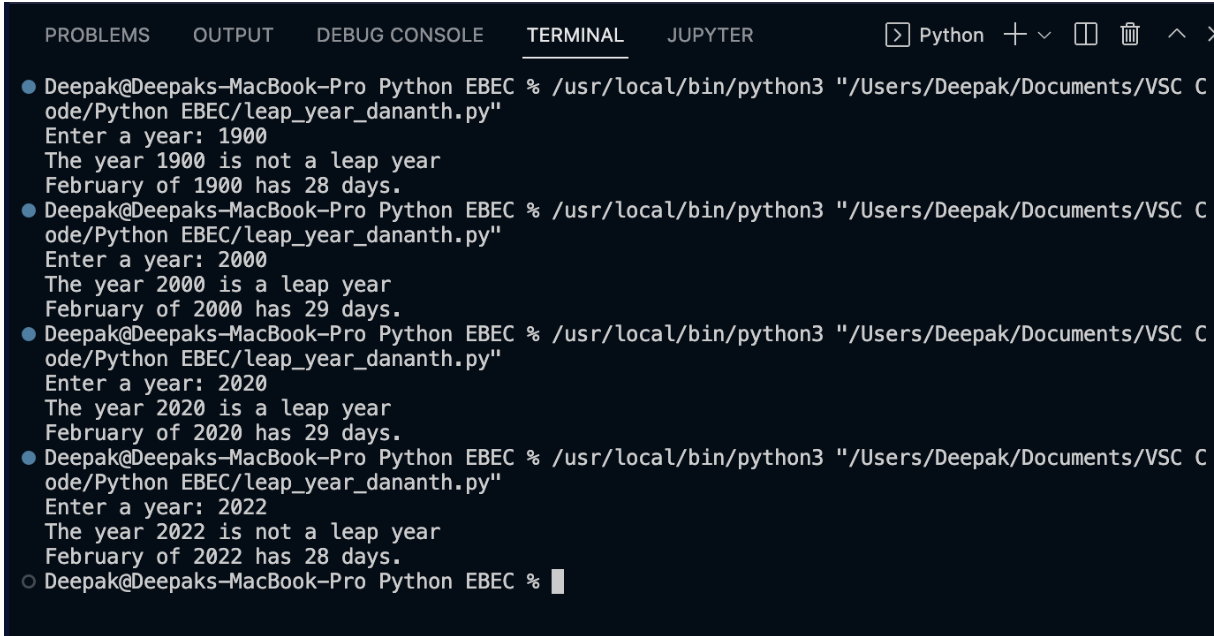 PROBLEMS OUTPUT DEBUG CONSOLE TERMINAL JUPYTER Python
Deepak@Deepaks-MacBook-Pro Python EBEC % /usr/local/bin/python3 "/Users/Deepak/Documents/VSC C
ode/Python EBEC/leap_year_dananth.py"
Enter a year: 1900
The year 1900 is not a leap year
February of 1900 has 28 days.
Deepak@Deepaks-MacBook-Pro Python EBEC % /usr/local/bin/python3 "/Users/Deepak/Documents/VSC C
ode/Python EBEC/leap_year_dananth.py"
Enter a year: 2000
The year 2000 is a leap year
February of 2000 has 29 days.
Deepak@Deepaks-MacBook-Pro Python EBEC % /usr/local/bin/python3 "/Users/Deepak/Documents/VSC C
ode/Python EBEC/leap_year_dananth.py"
Enter a year: 2020
The year 2020 is a leap year
February of 2020 has 29 days.
Deepak@Deepaks-MacBook-Pro Python EBEC % /usr/local/bin/python3 "/Users/Deepak/Documents/VSC C
ode/Python EBEC/leap_year_dananth.py"
Enter a year: 2022
The year 2022 is not a leap year
February of 2022 has 28 days.
Deepak@Deepaks-MacBook-Pro Python EBEC %